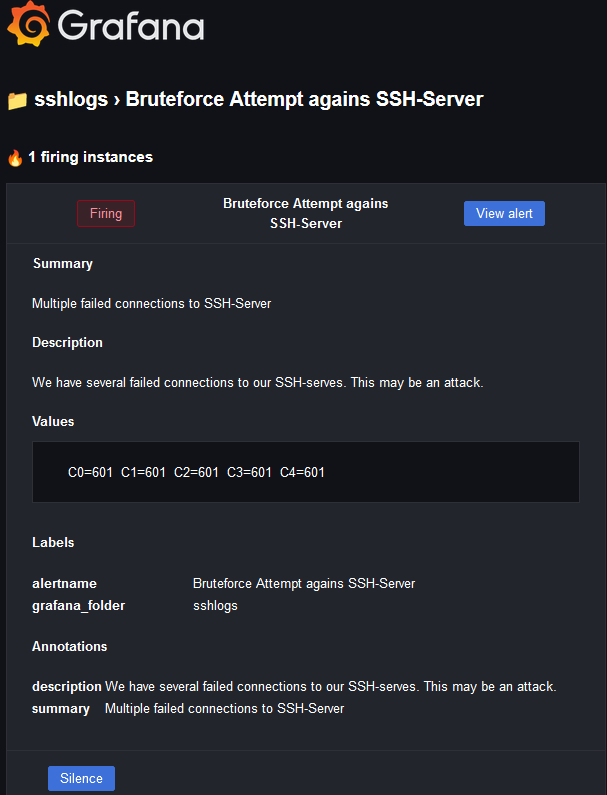 Grafana
sshlogs › Bruteforce Attempt agains SSH-Server
1 firing instances
Firing
Bruteforce Attempt agains
SSH-Server
View alert
Summary
Multiple failed connections to SSH-Server
Description
We have several failed connections to our SSH-serves. This may be an attack.
Values
C0=601 C1=601 C2=601 C3=601 C4=601
Labels
alertname Bruteforce Attempt agains SSH-Server
grafana_folder sshlogs
Annotations
description We have several failed connections to our SSH-serves. This may be an attack.
summary Multiple failed connections to SSH-Server
Silence